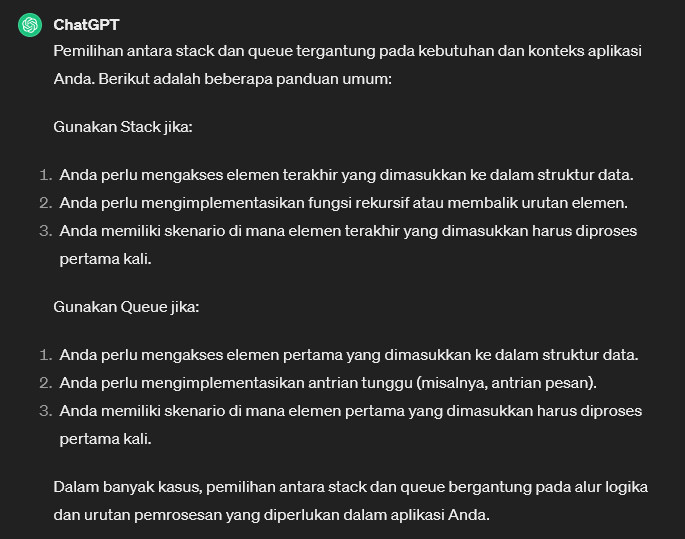 ChatGPT
Pemilihan antara stack dan queue tergantung pada kebutuhan dan konteks aplikasi
Anda. Berikut adalah beberapa panduan umum:
Gunakan Stack jika:
1. Anda perlu mengakses elemen terakhir yang dimasukkan ke dalam struktur data.
2. Anda perlu mengimplementasikan fungsi rekursif atau membalik urutan elemen.
3. Anda memiliki skenario di mana elemen terakhir yang dimasukkan harus diproses
pertama kali.
Gunakan Queue jika:
1. Anda perlu mengakses elemen pertama yang dimasukkan ke dalam struktur data.
2. Anda perlu mengimplementasikan antrian tunggu (misalnya, antrian pesan).
3. Anda memiliki skenario di mana elemen pertama yang dimasukkan harus diproses
pertama kali.
Dalam banyak kasus, pemilihan antara stack dan queue bergantung pada alur logika
dan urutan pemrosesan yang diperlukan dalam aplikasi Anda.